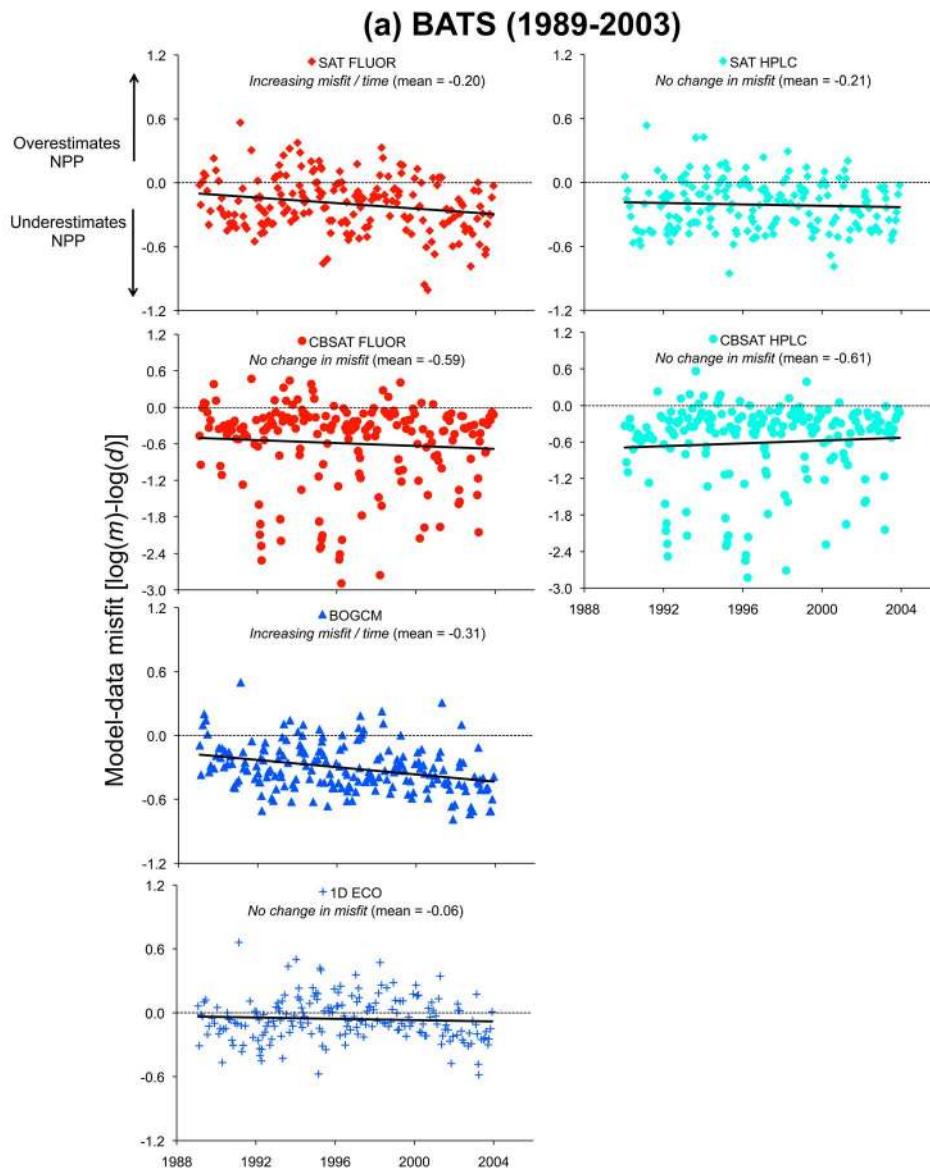 (a) BATS (1989-2003)
SAT FLUOR
Increasing misfit / time (mean = -0.20)
SAT HPLC
No change in misfit (mean = -0.21)
1.2
0.6
0.0
-0.6
-1.2
1.2
0.6
0.0
-0.6
-1.2
Overestimates
NPP
Underestimates
NPP
CBSAT FLUOR
No change in misfit (mean = -0.59)
CBSAT HPLC
No change in misfit (mean = -0.61)
1.2
0.6
0.0
-0.6
-1.2
-1.8
-2.4
-3.0
1.2
0.6
0.0
-0.6
-1.2
-1.8
-2.4
-3.0
1988 1992 1996 2000 2004
Model-data misfit [log(m)-log(d)]
BOGCM
Increasing misfit / time (mean = -0.31)
1.2
0.6
0.0
-0.6
-1.2
1D ECO
No change in misfit (mean = -0.06)
1.2
0.6
0.0
-0.6
-1.2
1988 1992 1996 2000 2004